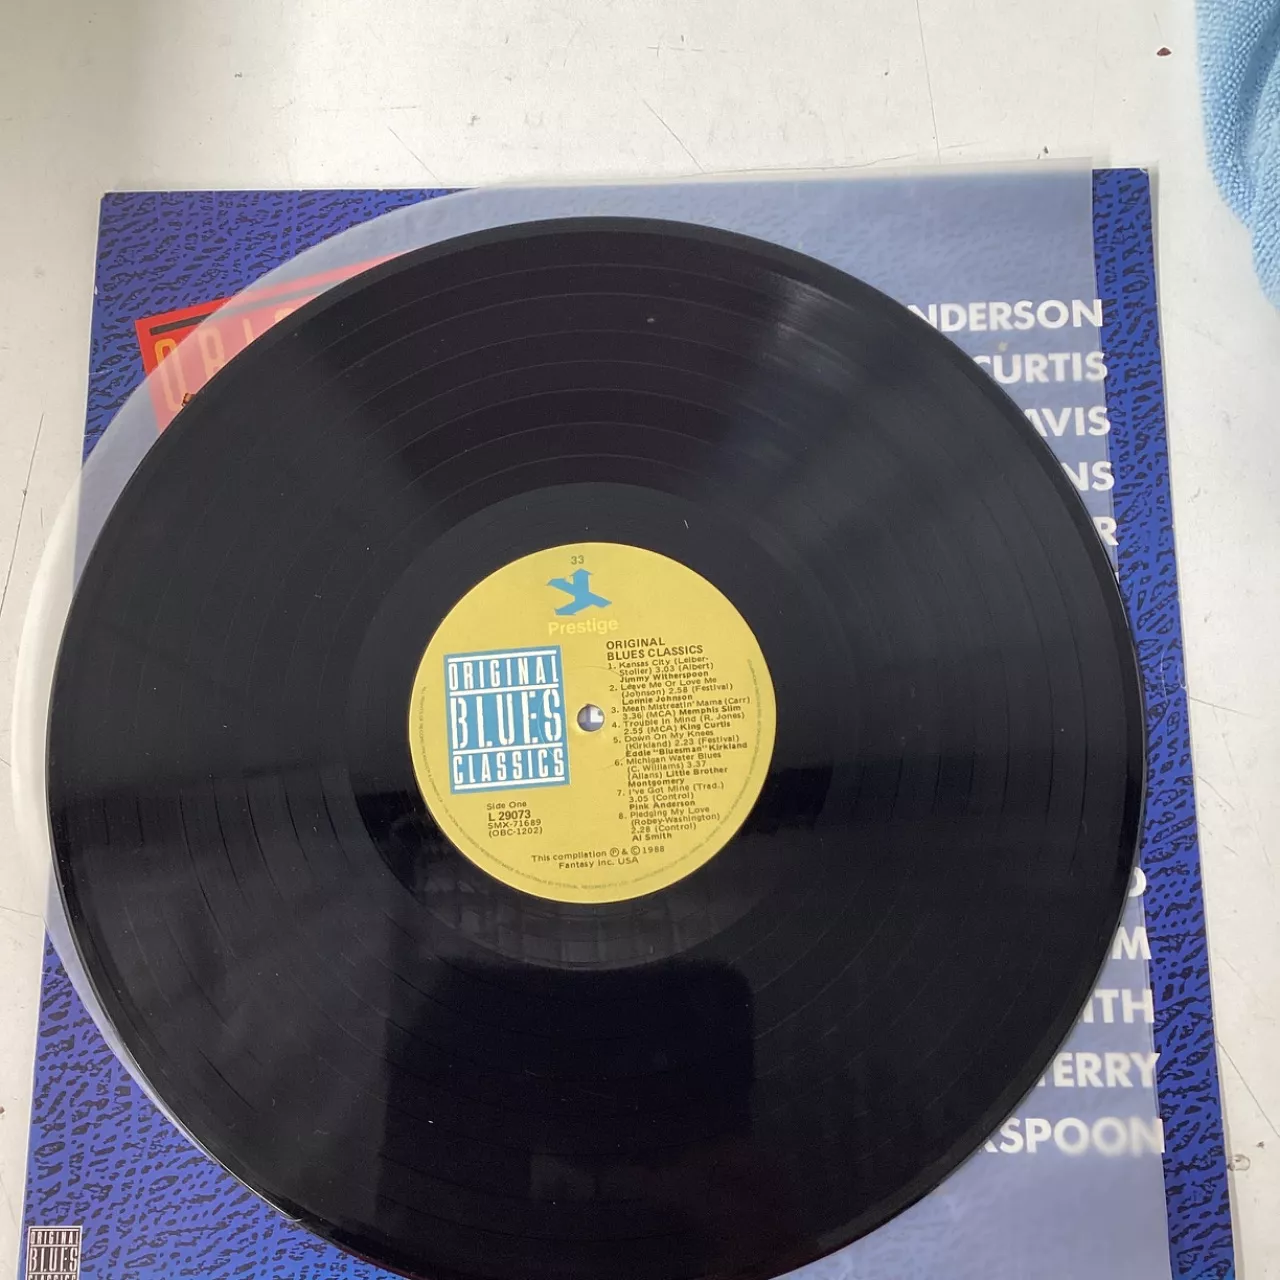 ORI
NDERSON
CURTIS
AVIS
NS
R
O
M
ITH
TERRY
RSPOON
33
Prestige
ORIGINAL
BLUES
CLASSICS
ORIGINAL
BLUES CLASSICS
1. Kansas City (Leiber-
Stoller) 3.03 (Albert)
Jimmy Witherspoon
2. Leave Me Or Love Me
(Johnson) 2.58 (Festival)
Lonnie Johnson
3. Mean Mistreatin' Mama (Carr)
3.36 (MCA) Memphis Slim
4. Trouble In Mind (R. Jones)
2.55 (MCA) King Curtis
5. Down On My Knees
(Kirkland) 2.23 (Festival)
Eddie "Bluesman" Kirkland
6. Michigan Water Blues
(C. Williams) 3.37
(Allans) Little Brother
Montgomery
7. I've Got Mine (Trad.)
3.05 (Control)
Pink Anderson
8. Pledging My Love
(Robey-Washington)
2.28 (Control)
Al Smith
Side One
L 29073
SMX-71689
(OBC-1202)
This compilation ℗ & © 1988
Fantasy Inc. USA
ORIGINAL
BLUES
CLASSICS